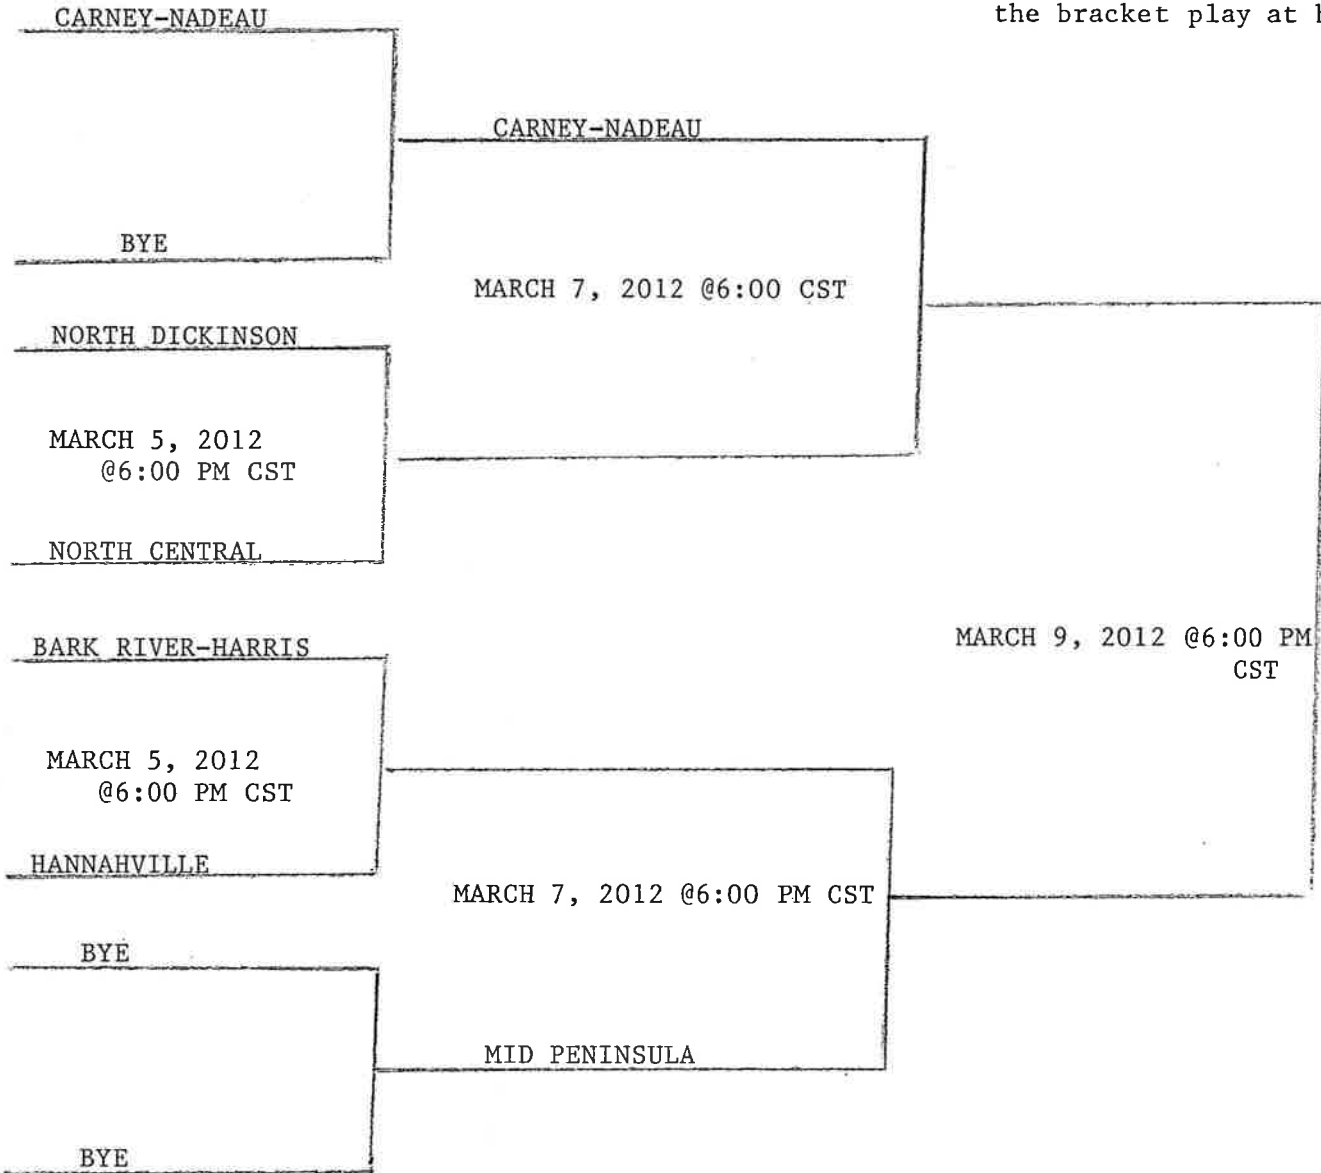 the bracket play at
CARNEY-NADEAU
CARNEY-NADEAU
BYE
MARCH 7, 2012 @6:00 CST
NORTH DICKINSON
MARCH 5, 2012
@6:00 PM CST
NORTH CENTRAL
BARK RIVER-HARRIS
MARCH 9, 2012 @6:00 PM
CST
MARCH 5, 2012
@6:00 PM CST
HANNAHVILLE
MARCH 7, 2012 @6:00 PM CST
BYE
MID PENINSULA
BYE